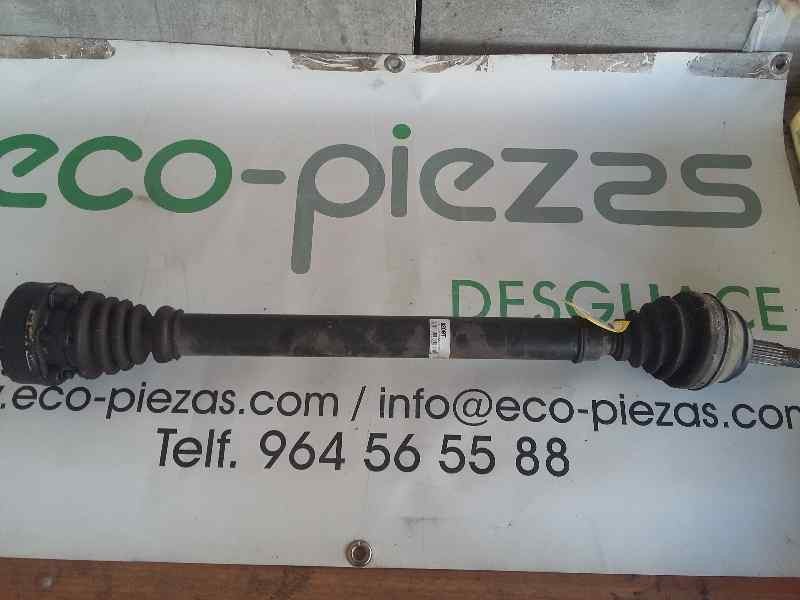 eco-piezas
DESGUACE
.eco-piezas.com / info@eco-piezas.com
Telf. 964 56 55 88